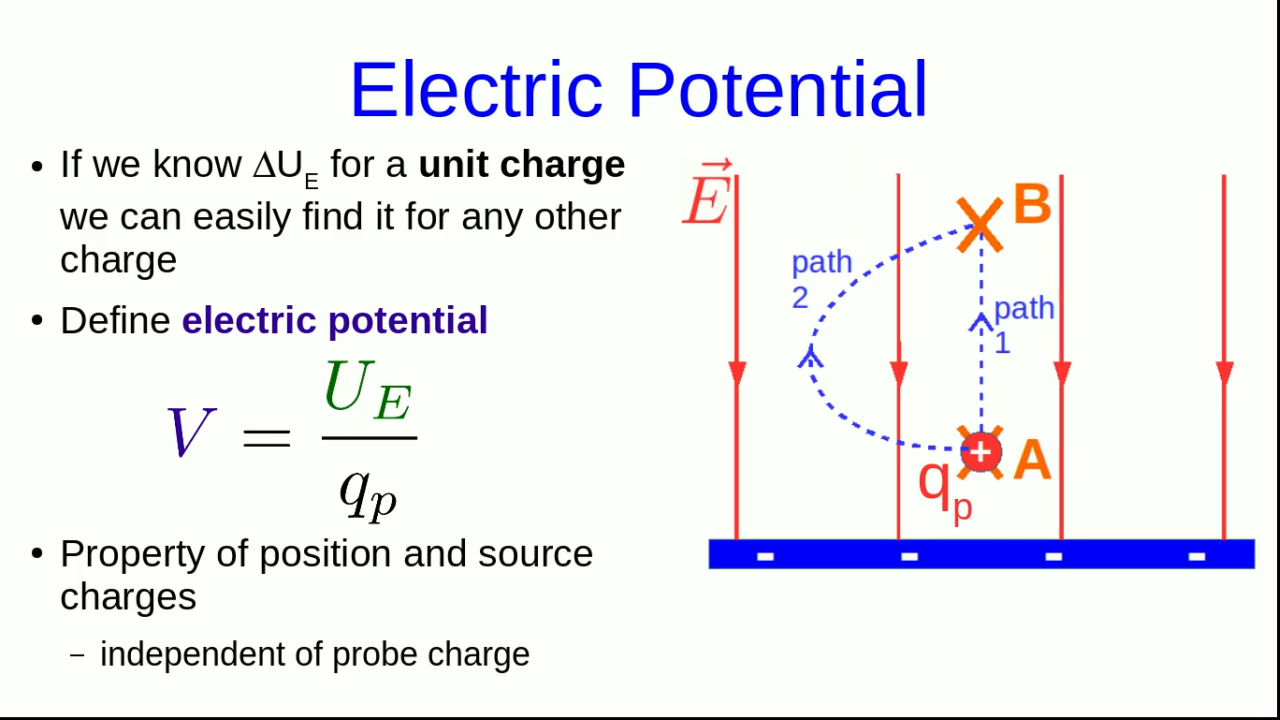 Electric Potential
• If we know ΔU_E for a unit charge
we can easily find it for any other
charge
• Define electric potential
V = U_E / q_p
• Property of position and source
charges
– independent of probe charge
E⃗
B
path
2
path
1
+
A
q_p
- - - -